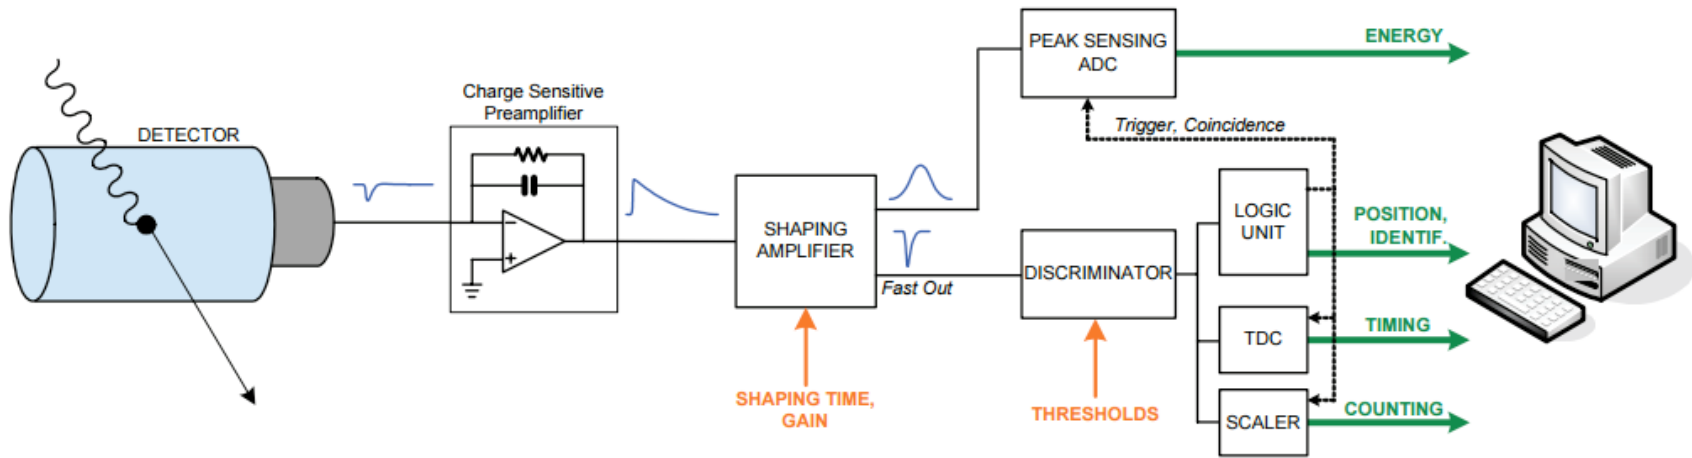 DETECTOR
Charge Sensitive
Preamplifier
SHAPING
AMPLIFIER
SHAPING TIME,
GAIN
Fast Out
PEAK SENSING
ADC
ENERGY
Trigger, Coincidence
DISCRIMINATOR
THRESHOLDS
LOGIC
UNIT
POSITION,
IDENTIF.
TDC
TIMING
SCALER
COUNTING